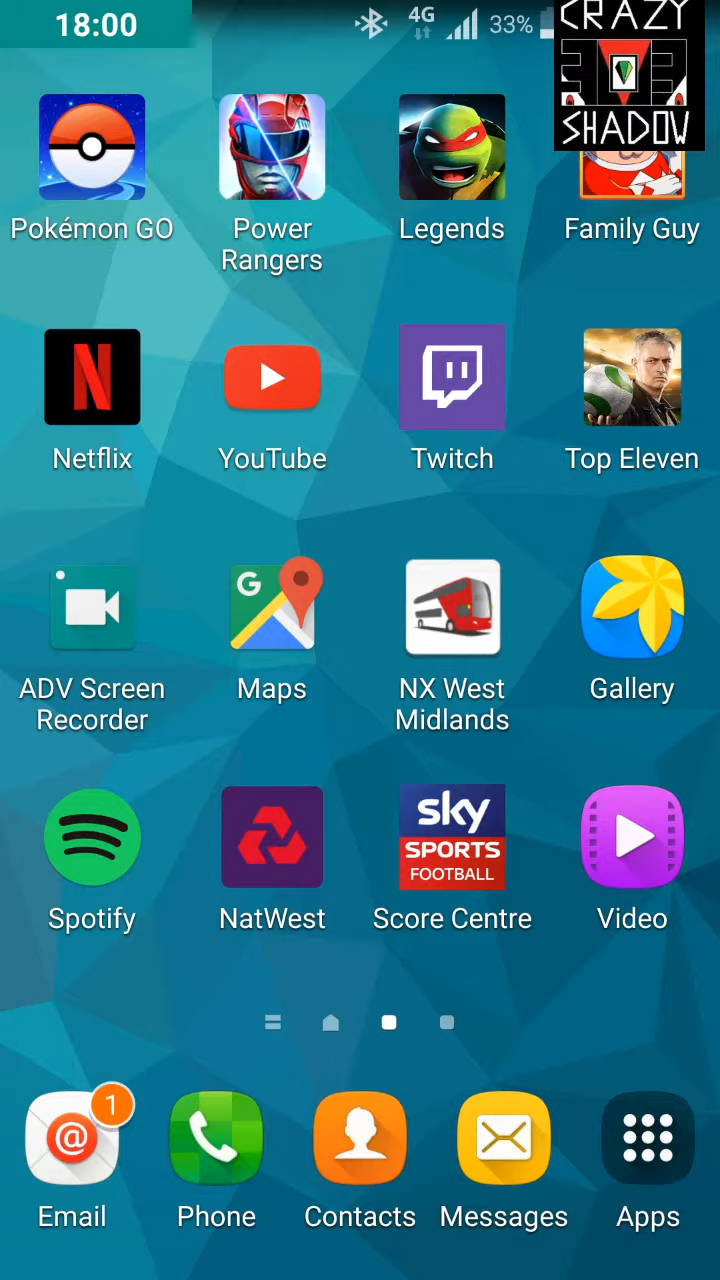 18:00
4G
33%
CRAZY
SHADOW
Pokémon GO
Power
Rangers
Legends
Family Guy
N
Netflix
YouTube
Twitch
Top Eleven
G
ADV Screen
Recorder
Maps
NX West
Midlands
Gallery
sky
SPORTS
FOOTBALL
Spotify
NatWest
Score Centre
Video
1
@
Email
Phone
Contacts
Messages
Apps